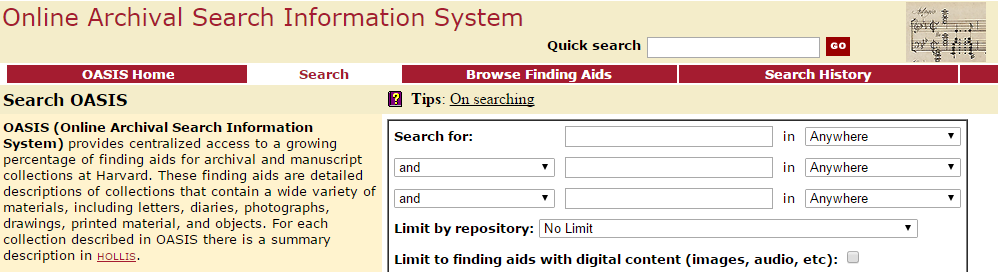 Online Archival Search Information System
Quick search
GO
Adagio
OASIS Home Search Browse Finding Aids Search History
Search OASIS
Tips: On searching
OASIS (Online Archival Search Information
System) provides centralized access to a growing
percentage of finding aids for archival and manuscript
collections at Harvard. These finding aids are detailed
descriptions of collections that contain a wide variety of
materials, including letters, diaries, photographs,
drawings, printed material, and objects. For each
collection described in OASIS there is a summary
description in HOLLIS.
Search for: in Anywhere
and in Anywhere
and in Anywhere
Limit by repository: No Limit
Limit to finding aids with digital content (images, audio, etc):